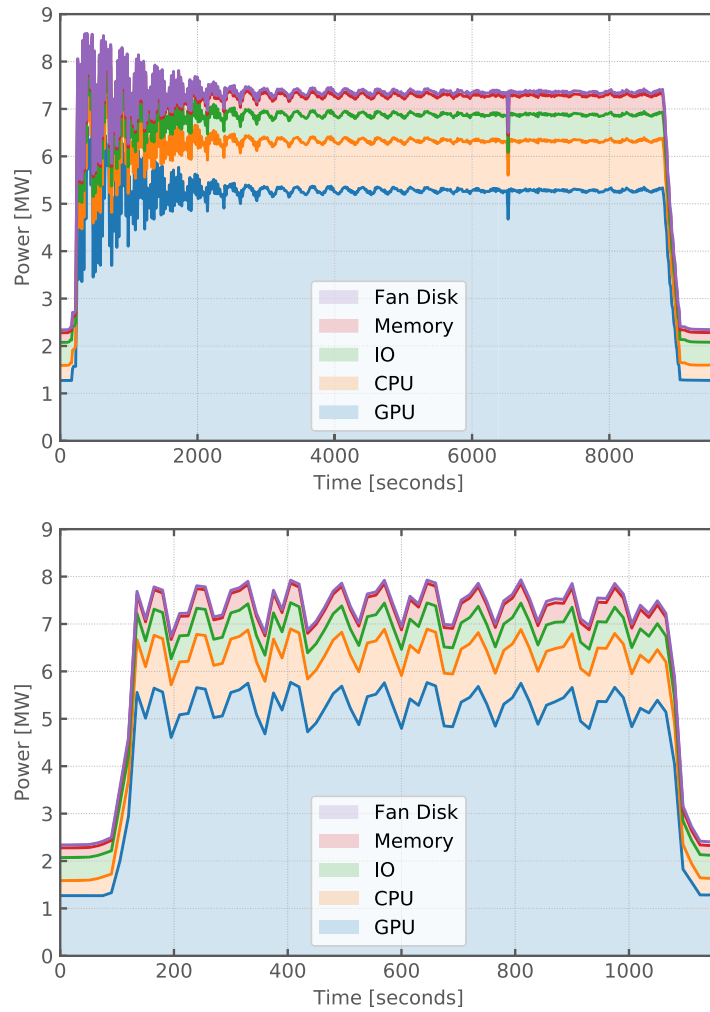 9
8
7
6
5
4
3
2
1
0
Power [MW]
Fan Disk
Memory
IO
CPU
GPU
0 2000 4000 6000 8000
Time [seconds]
9
8
7
6
5
4
3
2
1
0
Power [MW]
Fan Disk
Memory
IO
CPU
GPU
0 200 400 600 800 1000
Time [seconds]